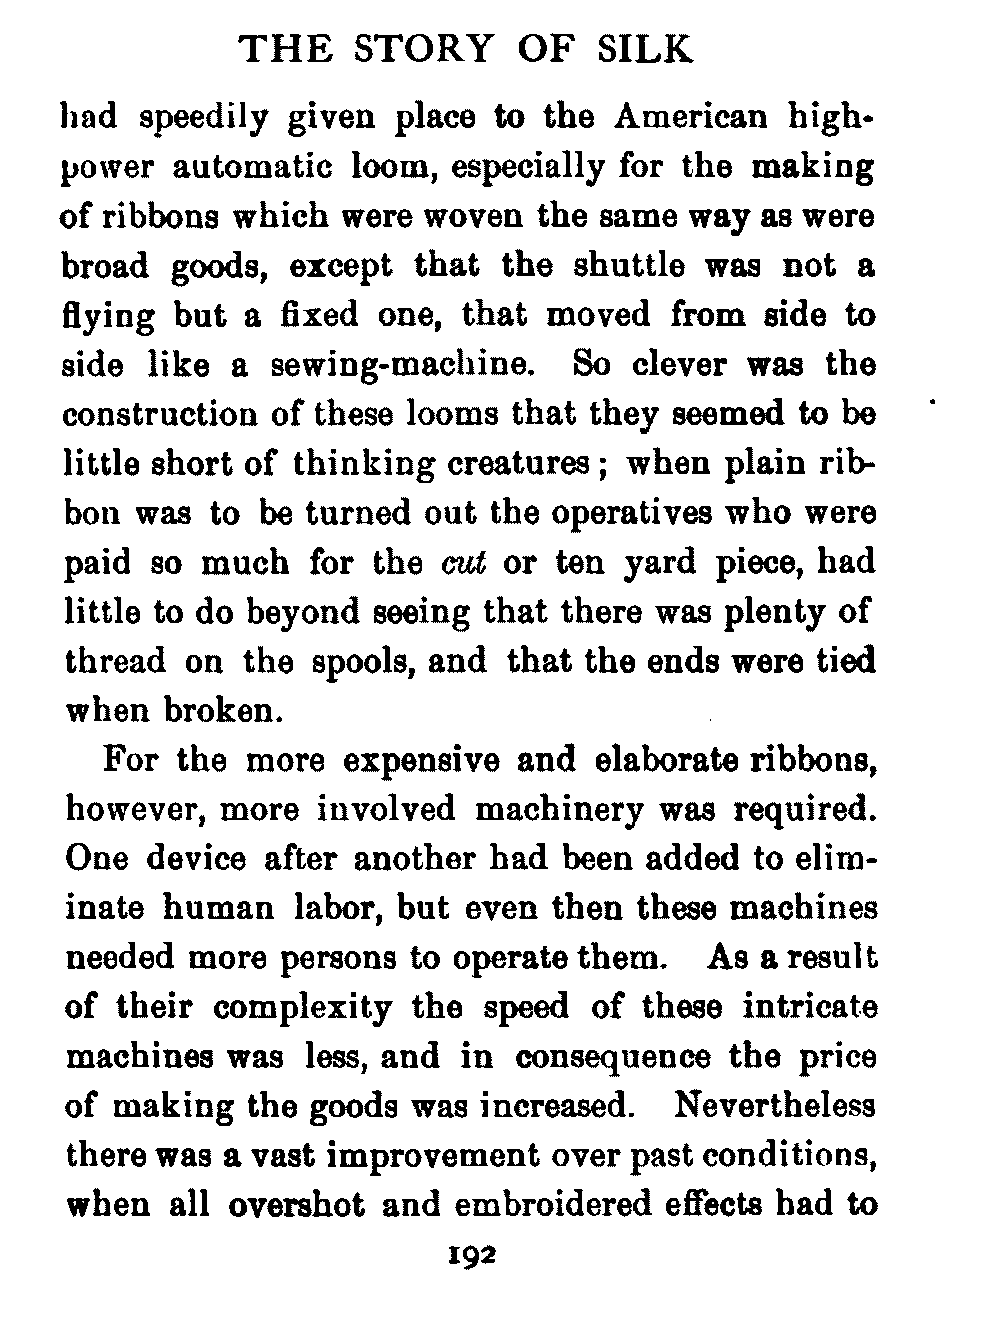 THE STORY OF SILK
had speedily given place to the American high-
power automatic loom, especially for the making
of ribbons which were woven the same way as were
broad goods, except that the shuttle was not a
flying but a fixed one, that moved from side to
side like a sewing-machine. So clever was the
construction of these looms that they seemed to be
little short of thinking creatures; when plain rib-
bon was to be turned out the operatives who were
paid so much for the cut or ten yard piece, had
little to do beyond seeing that there was plenty of
thread on the spools, and that the ends were tied
when broken.
For the more expensive and elaborate ribbons,
however, more involved machinery was required.
One device after another had been added to elim-
inate human labor, but even then these machines
needed more persons to operate them. As a result
of their complexity the speed of these intricate
machines was less, and in consequence the price
of making the goods was increased. Nevertheless
there was a vast improvement over past conditions,
when all overshot and embroidered effects had to
192